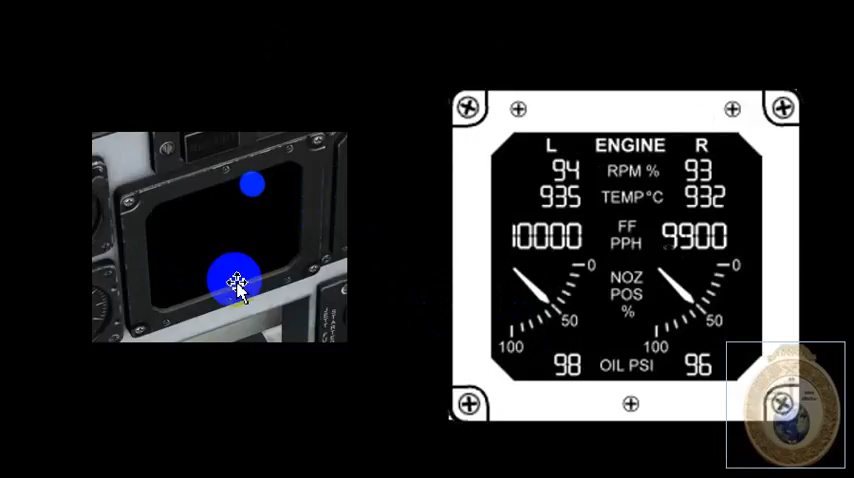 L ENGINE R
94 RPM % 93
935 TEMP°C 932
10000 FF PPH 9900
0 NOZ POS % 0
50 50
100 100
98 OIL PSI 96